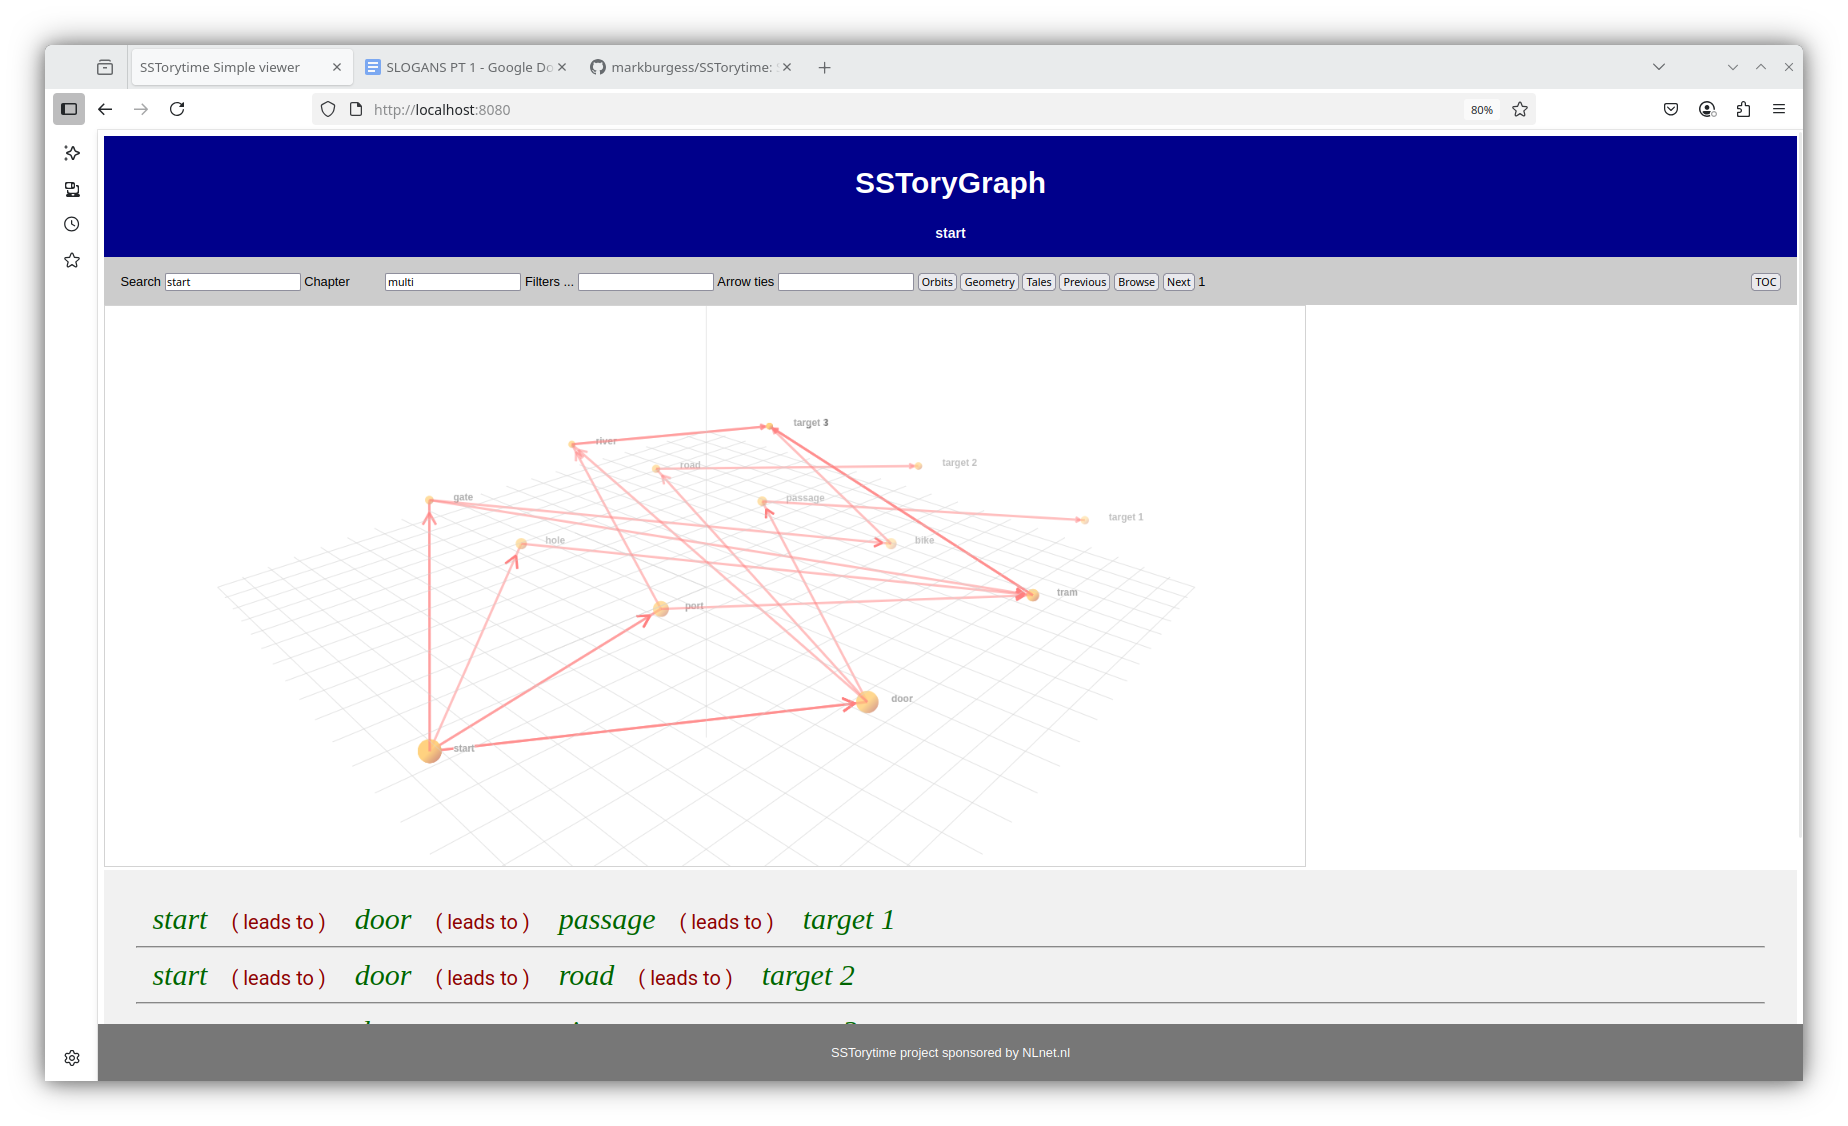 SSTorytime Simple viewer
SLOGANS PT 1 - Google Do
markburgess/SSTorytime:
http://localhost:8080
80%
SSToryGraph
start
Search start Chapter multi Filters ... Arrow ties Orbits Geometry Tales Previous Browse Next 1 TOC
target 3
river
road
target 2
gate
passage
target 1
hole
bike
tram
port
door
start
start ( leads to ) door ( leads to ) passage ( leads to ) target 1
start ( leads to ) door ( leads to ) road ( leads to ) target 2
SSTorytime project sponsored by NLnet.nl